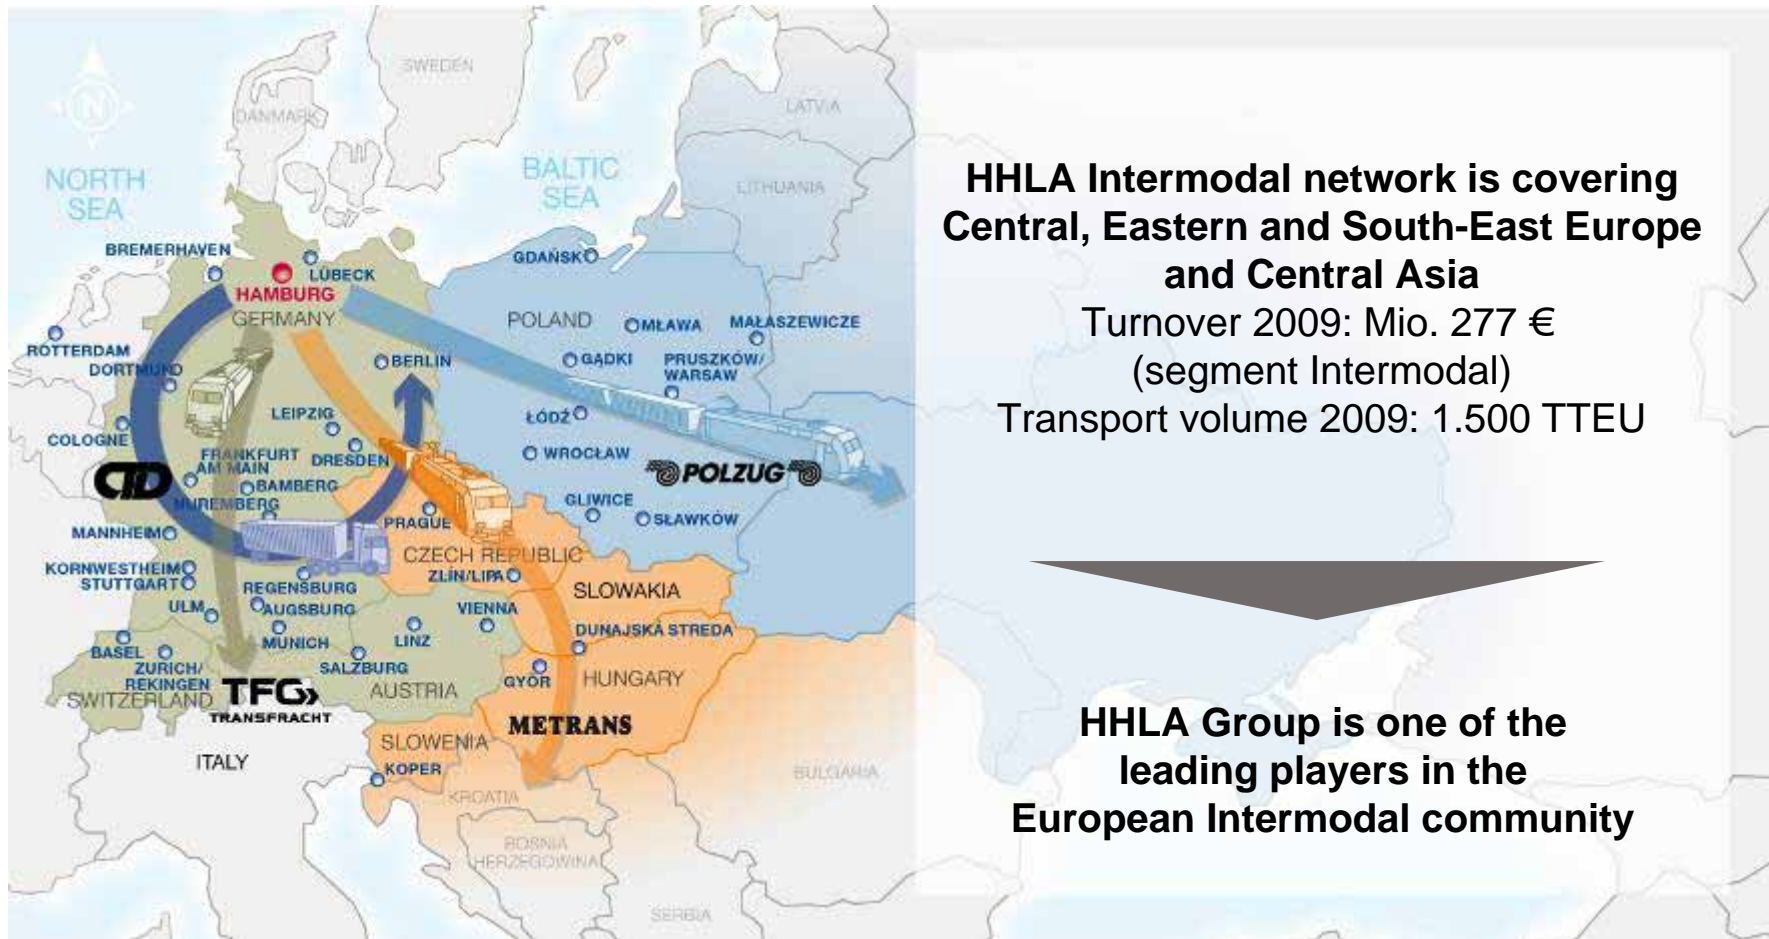 SWEDEN
DANMARK
LATVIA
NORTH
SEA
BALTIC
SEA
LITHUANIA
BREMERHAVEN
LÜBECK
HAMBURG
GERMANY
GDAŃSK
POLAND
MŁAWA
MAŁASZEWICZE
ROTTERDAM
DORTMUND
BERLIN
GĄDKI
PRUSZKÓW/
WARSAW
LEIPZIG
ŁÓDŹ
COLOGNE
FRANKFURT
AM MAIN
DRESDEN
WROCŁAW
CTD
BAMBERG
POLZUG
NUREMBERG
PRAGUE
GLIWICE
SŁAWKÓW
MANNHEIM
CZECH REPUBLIC
KORNWESTHEIM
STUTTGART
REGENSBURG
ZLÍN/LIPA
SLOWAKIA
ULM
AUGSBURG
VIENNA
MUNICH
LINZ
DUNAJSKÁ STREDA
BASEL
ZURICH/
REKINGEN
SALZBURG
GYÖR
HUNGARY
SWITZERLAND
TFG
TRANSFRACHT
AUSTRIA
METRANS
ITALY
SLOWENIA
KOPER
KROATIA
BULGARIA
BOSNIA
HERZEGOWINA
SERBIA
N
HHLA Intermodal network is covering
Central, Eastern and South-East Europe
and Central Asia
Turnover 2009: Mio. 277 €
(segment Intermodal)
Transport volume 2009: 1.500 TTEU
HHLA Group is one of the
leading players in the
European Intermodal community